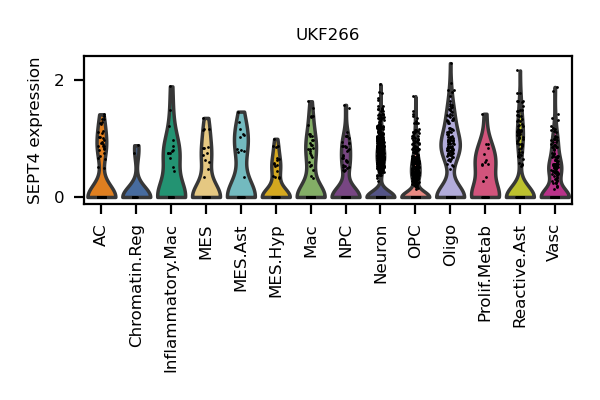 UKF266
SEPT4 expression
2
0
AC
Chromatin.Reg
Inflammatory.Mac
MES
MES.Ast
MES.Hyp
Mac
NPC
Neuron
OPC
Oligo
Prolif.Metab
Reactive.Ast
Vasc